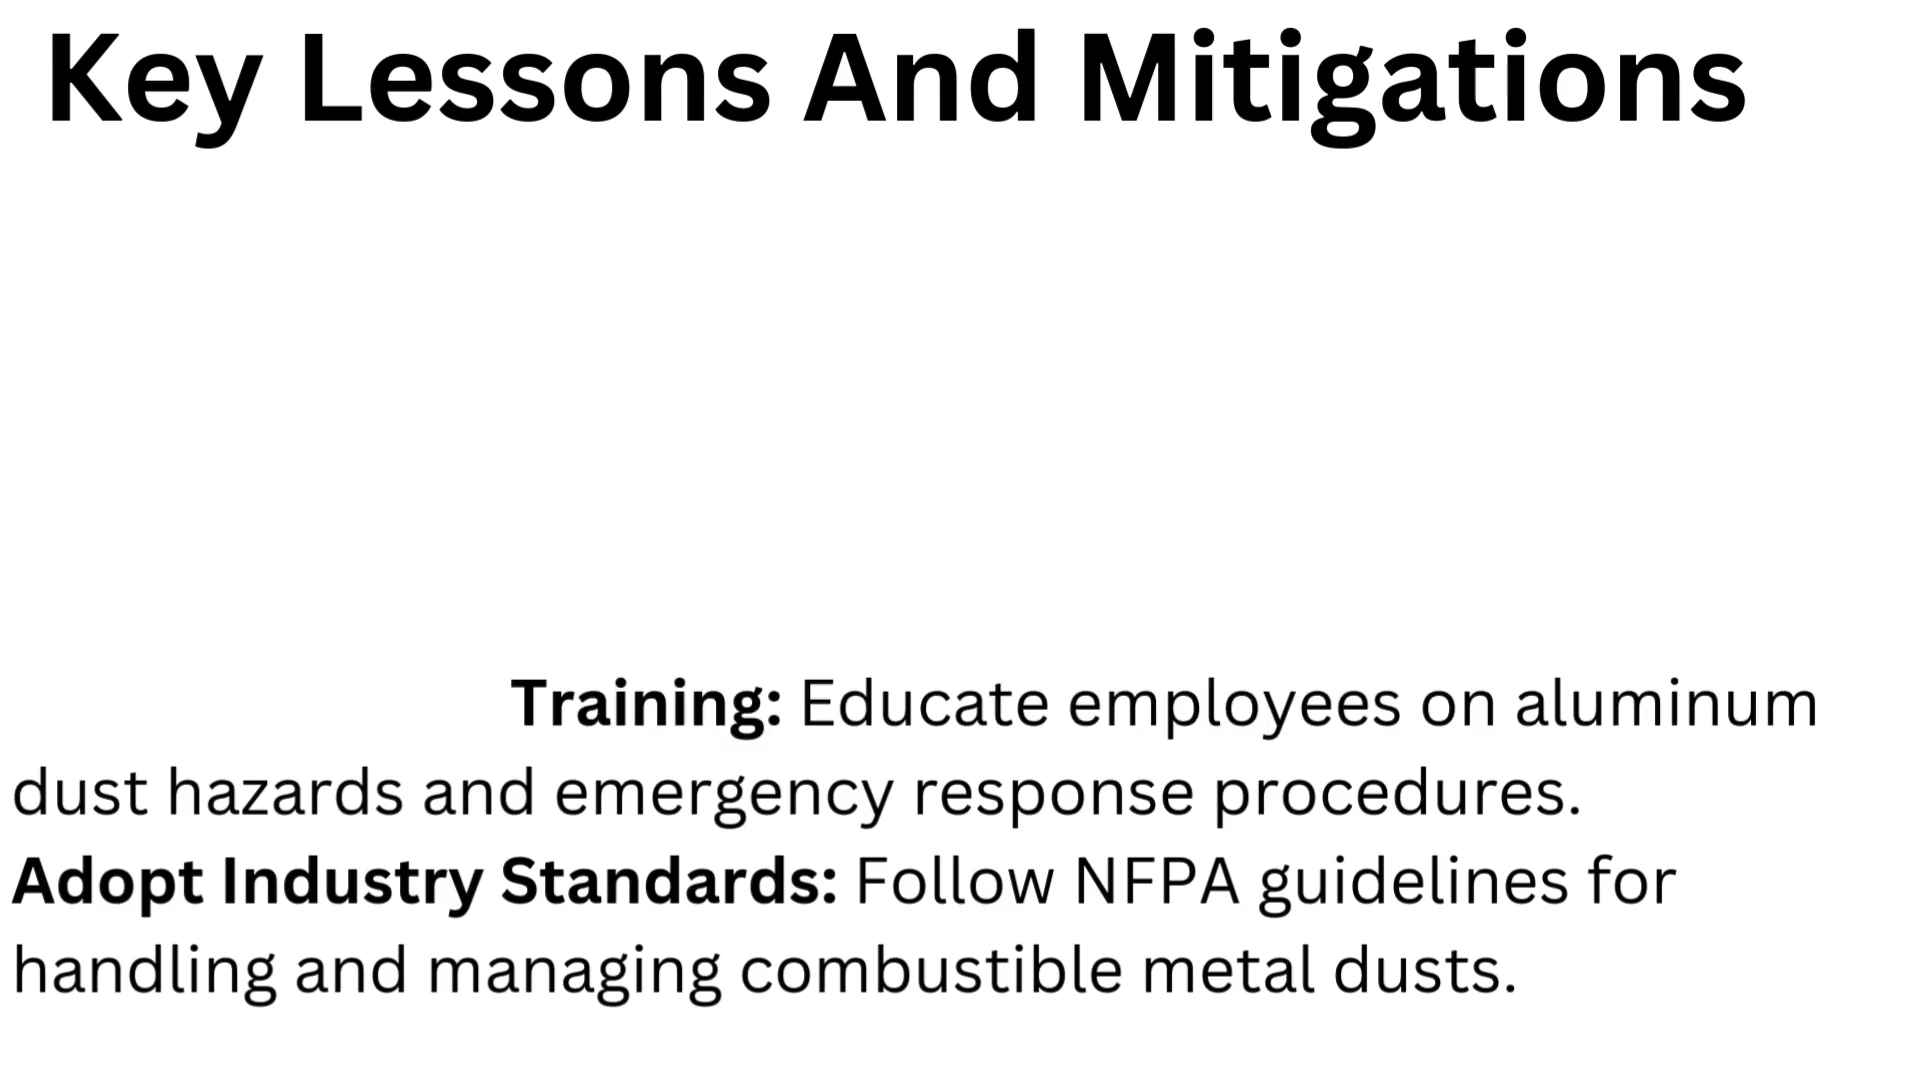 Key Lessons And Mitigations
Training: Educate employees on aluminum
dust hazards and emergency response procedures.
Adopt Industry Standards: Follow NFPA guidelines for
handling and managing combustible metal dusts.